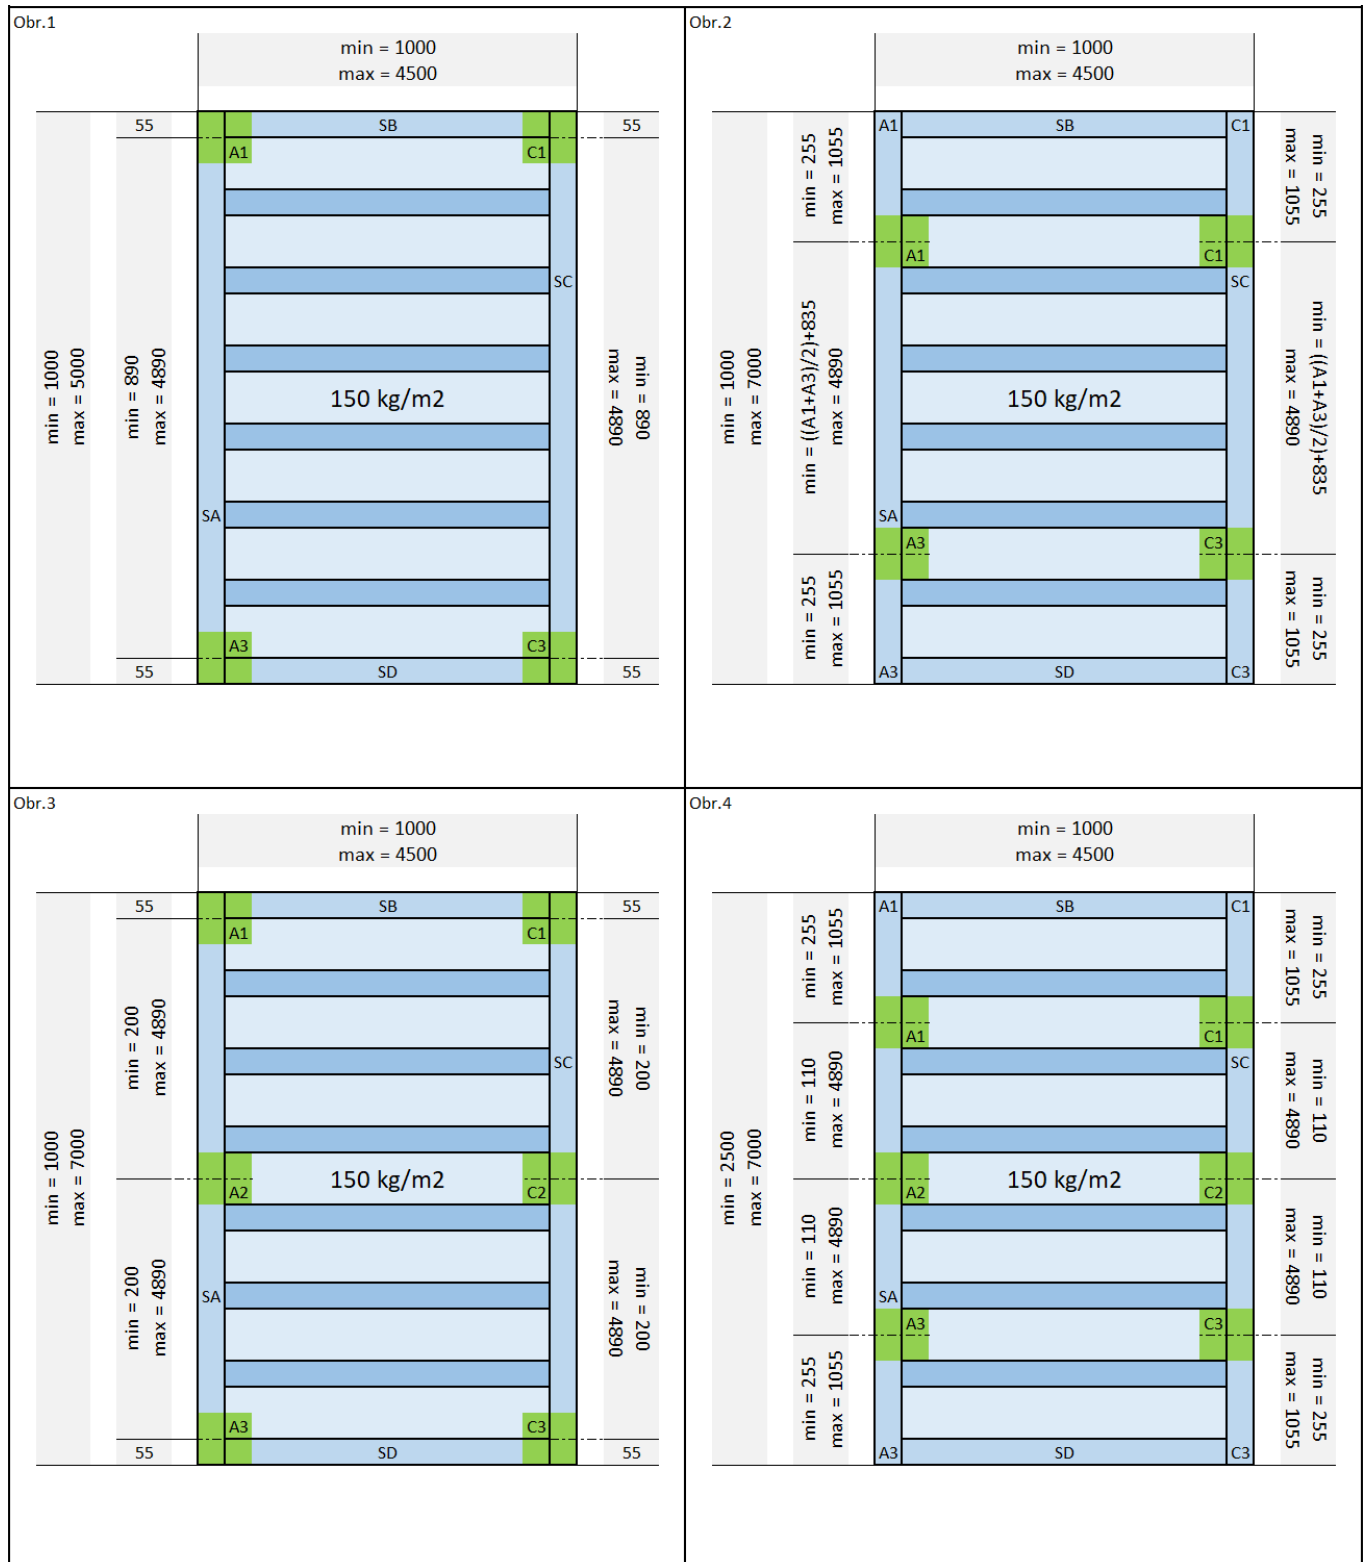 Obr.1
min = 1000
max = 4500
55
SB
55
A1
C1
SC
min = 1000
max = 5000
min = 890
max = 4890
150 kg/m2
min = 890
max = 4890
SA
A3
C3
55
SD
55
Obr.2
min = 1000
max = 4500
A1
SB
C1
min = 255
max = 1055
min = 255
max = 1055
A1
C1
SC
min = 1000
max = 7000
min = ((A1+A3)/2)+835
max = 4890
150 kg/m2
min = ((A1+A3)/2)+835
max = 4890
SA
A3
C3
min = 255
max = 1055
min = 255
max = 1055
A3
SD
C3
Obr.3
min = 1000
max = 4500
55
SB
55
A1
C1
min = 200
max = 4890
SC
min = 200
max = 4890
min = 1000
max = 7000
150 kg/m2
A2
C2
min = 200
max = 4890
SA
min = 200
max = 4890
A3
C3
55
SD
55
Obr.4
min = 1000
max = 4500
A1
SB
C1
min = 255
max = 1055
min = 255
max = 1055
A1
C1
SC
min = 110
max = 4890
min = 110
max = 4890
min = 2500
max = 7000
150 kg/m2
A2
C2
min = 110
max = 4890
min = 110
max = 4890
SA
A3
C3
min = 255
max = 1055
min = 255
max = 1055
A3
SD
C3